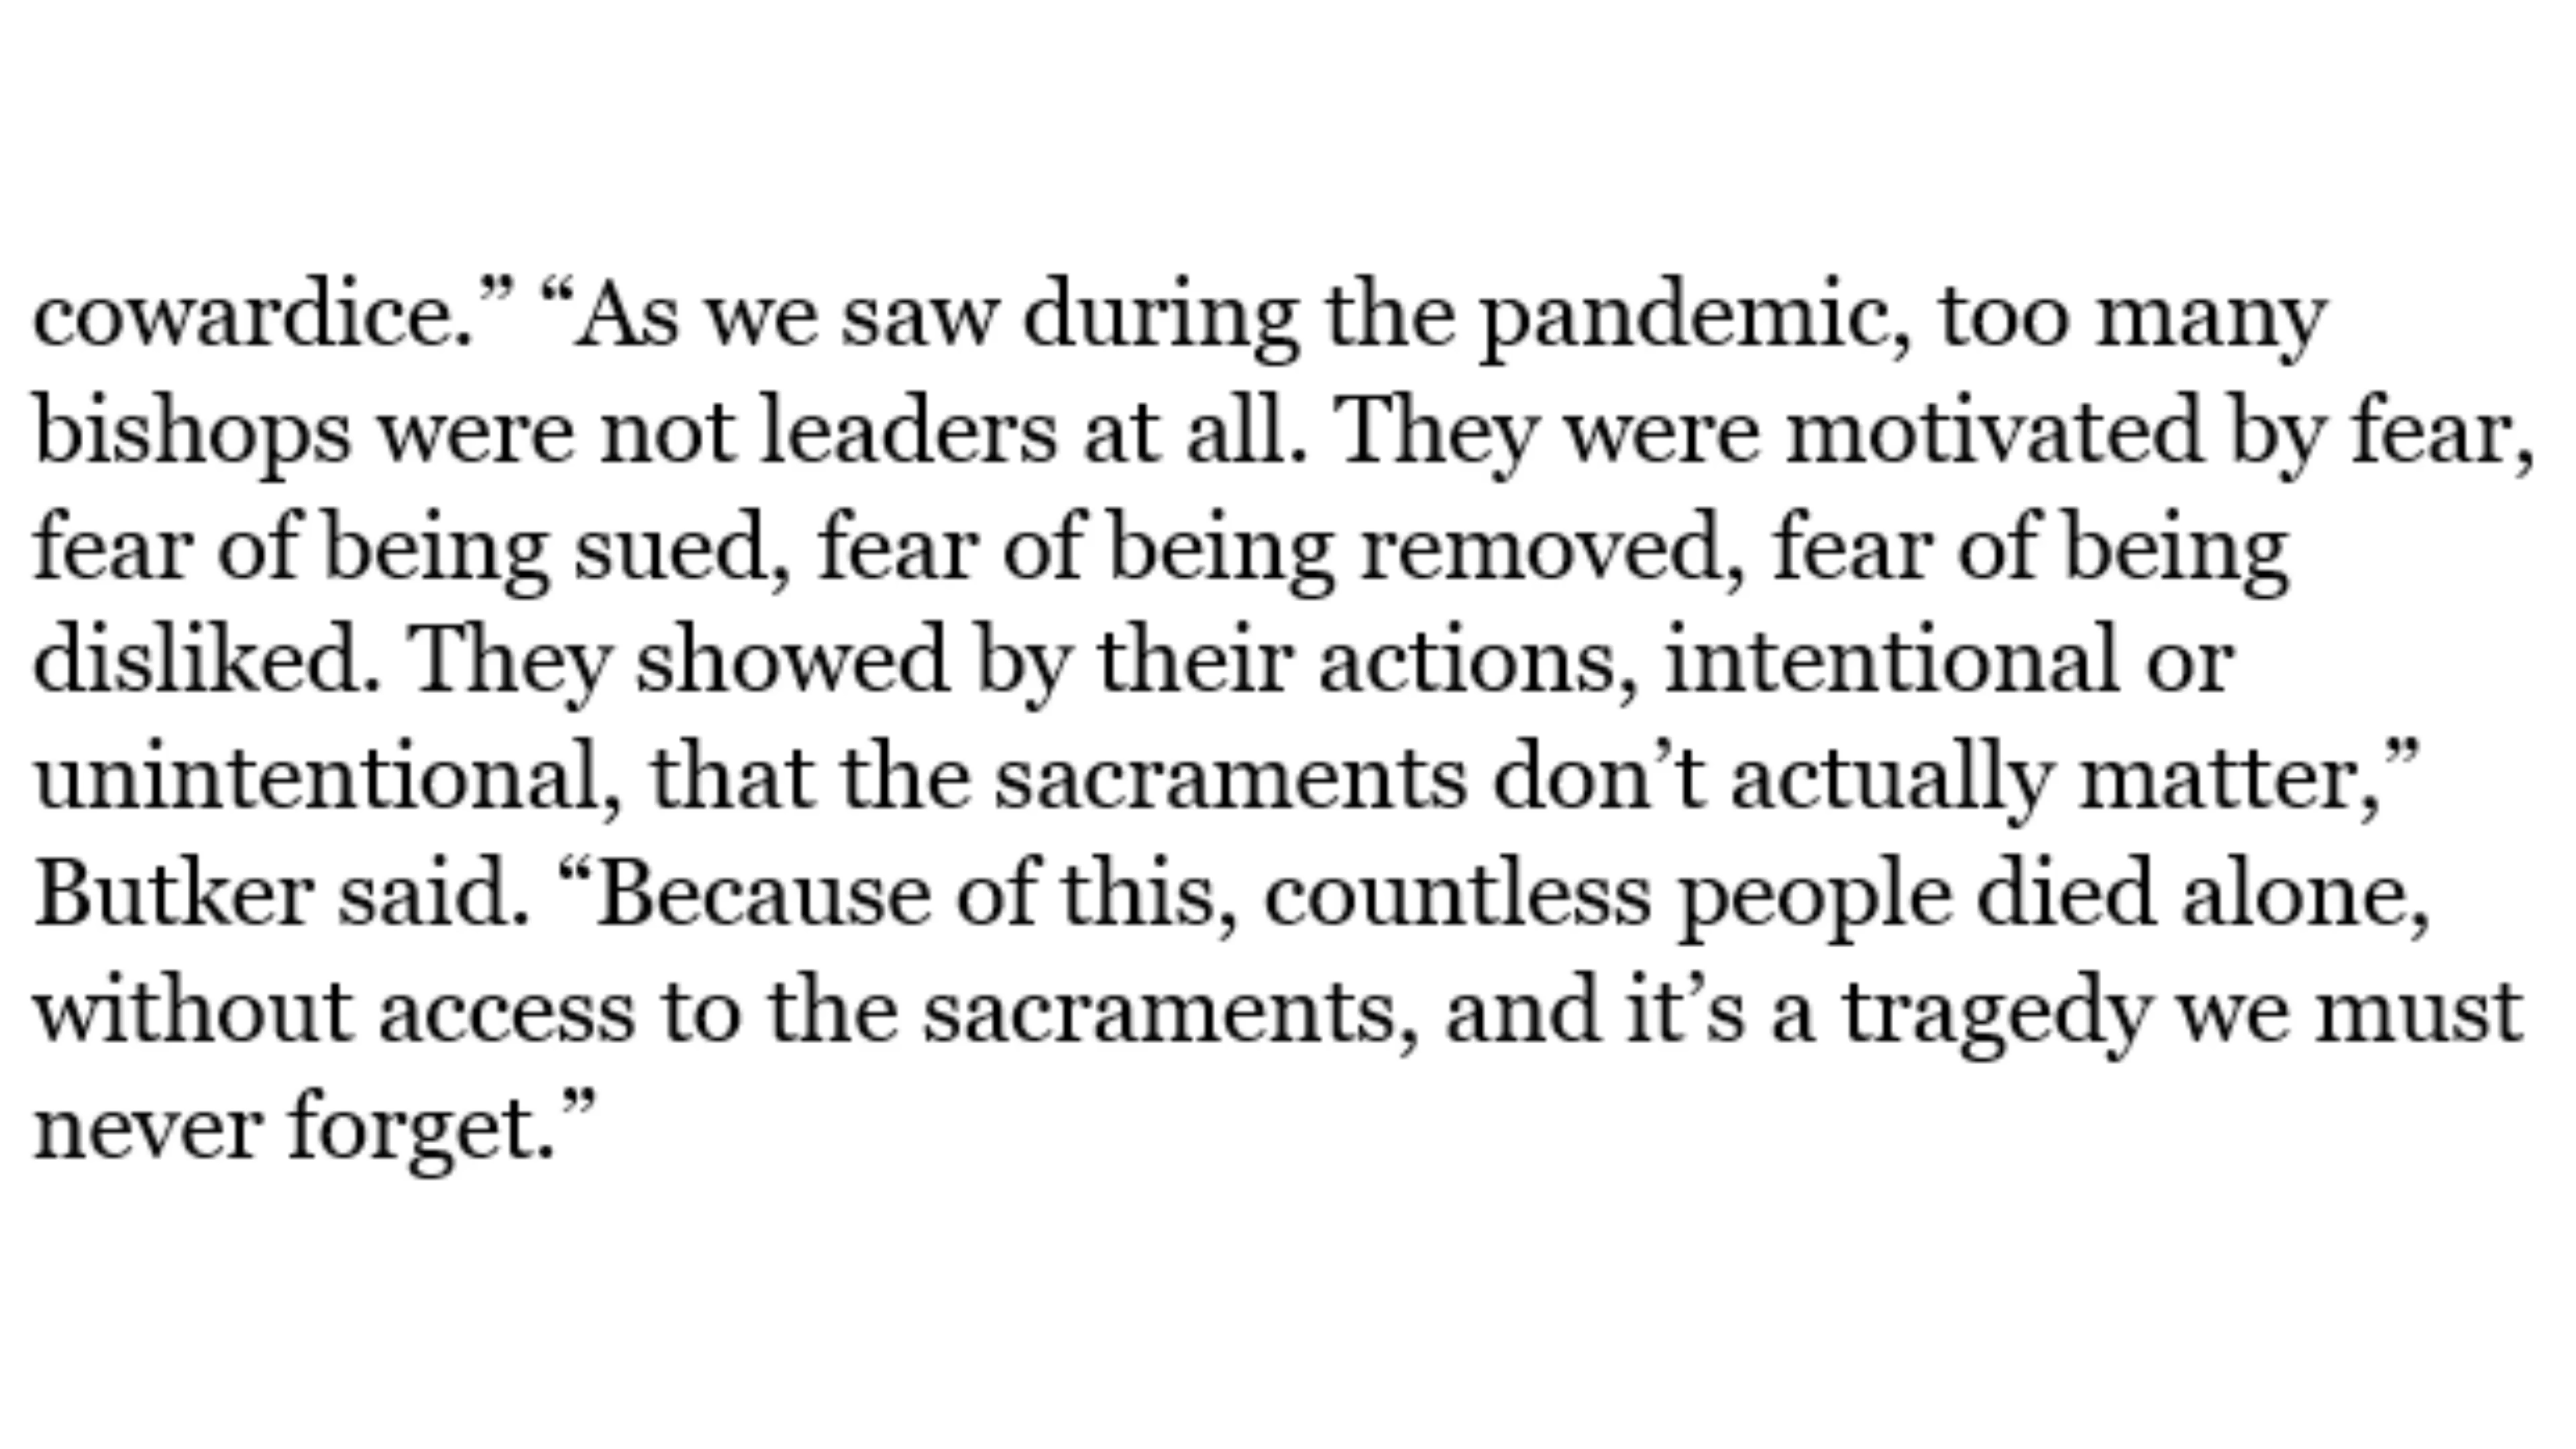 cowardice.” “As we saw during the pandemic, too many
bishops were not leaders at all. They were motivated by fear,
fear of being sued, fear of being removed, fear of being
disliked. They showed by their actions, intentional or
unintentional, that the sacraments don’t actually matter,”
Butker said. “Because of this, countless people died alone,
without access to the sacraments, and it’s a tragedy we must
never forget.”